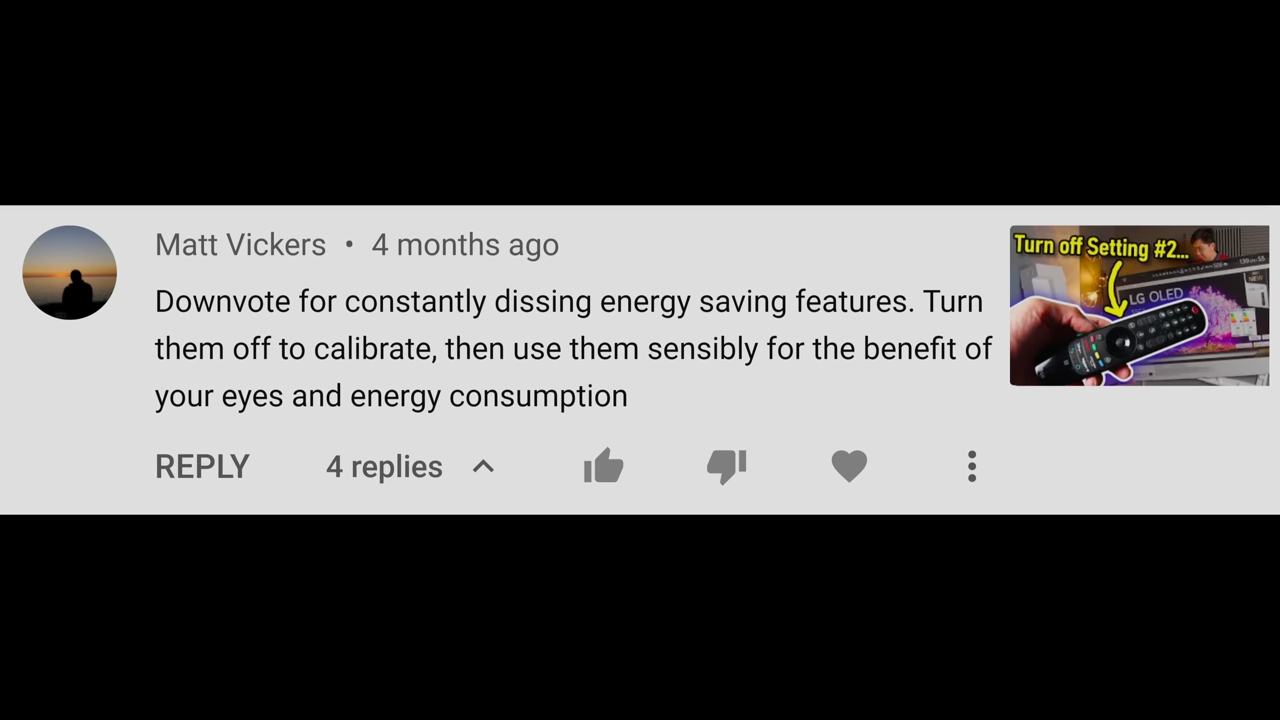 Matt Vickers • 4 months ago
Downvote for constantly dissing energy saving features. Turn
them off to calibrate, then use them sensibly for the benefit of
your eyes and energy consumption
REPLY 4 replies
Turn off Setting #2...
LG OLED